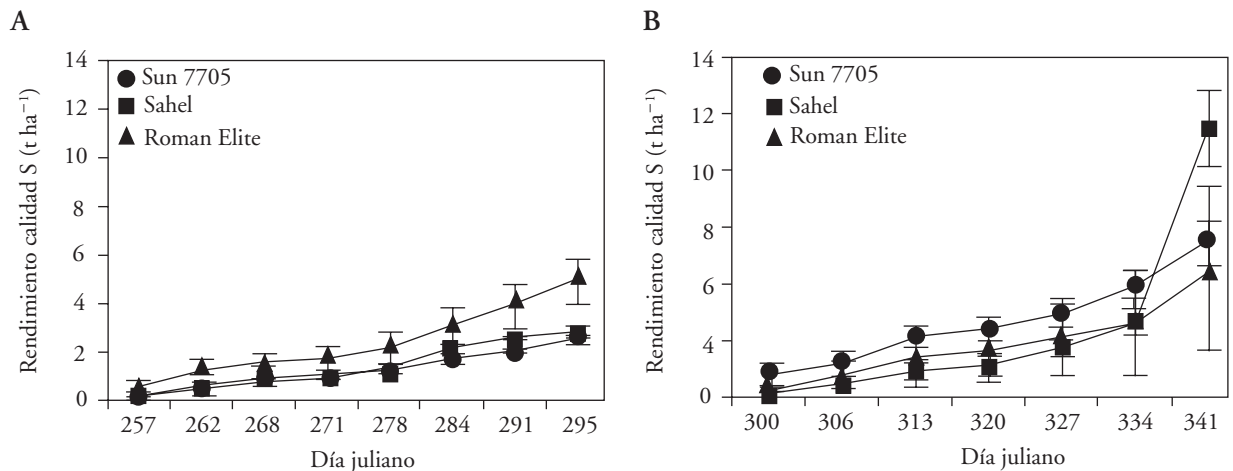 A
Rendimiento calidad S (t ha⁻¹)
14
12
10
8
6
4
2
0
Sun 7705
Sahel
Roman Elite
257 262 268 271 278 284 291 295
Día juliano
B
Rendimiento calidad S (t ha⁻¹)
14
12
10
8
6
4
0
Sun 7705
Sahel
Roman Elite
300 306 313 320 327 334 341
Día juliano